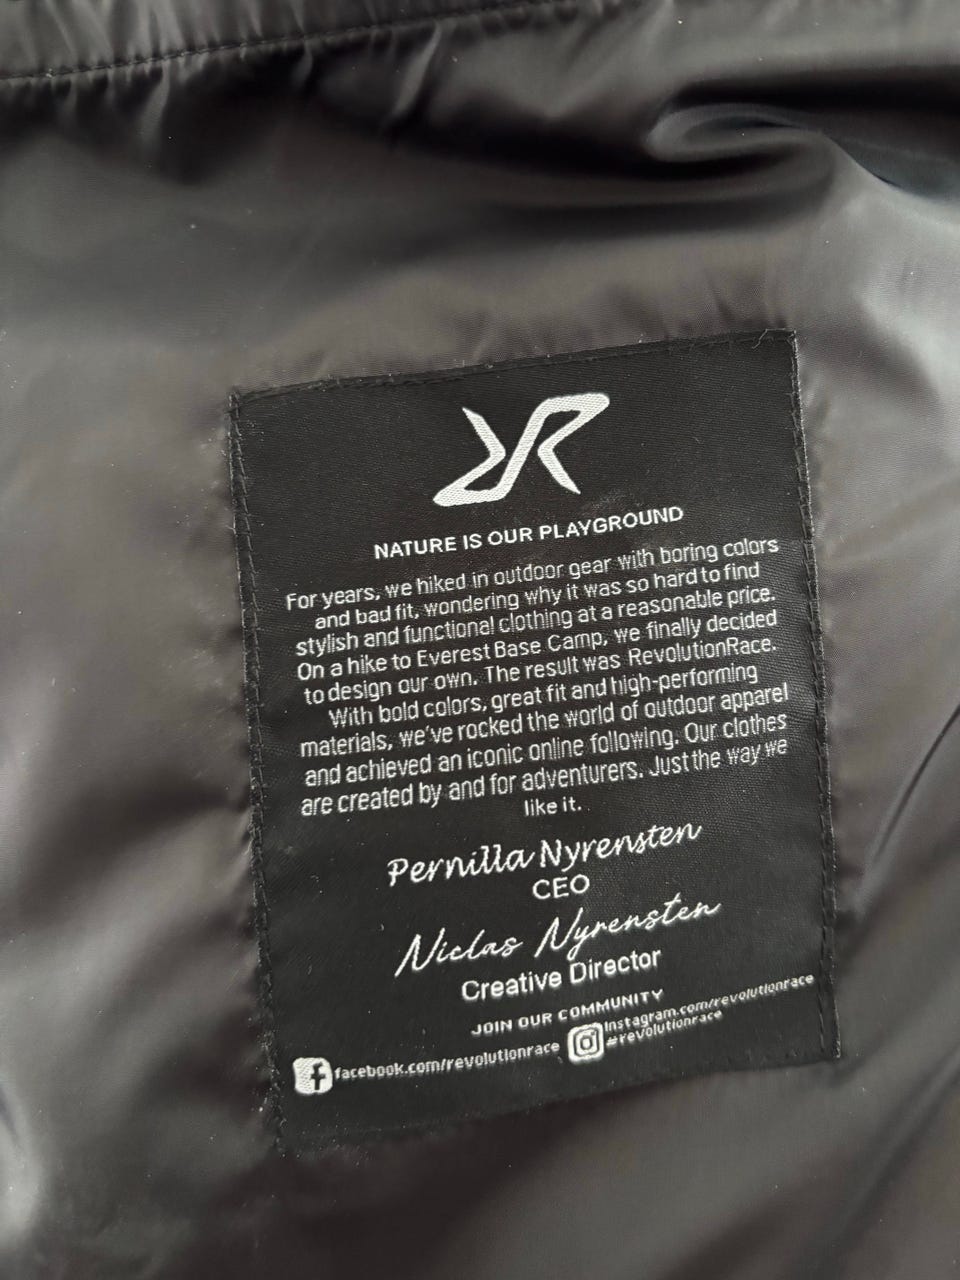 NATURE IS OUR PLAYGROUND
For years, we hiked in outdoor gear with boring colors
and bad fit, wondering why it was so hard to find
stylish and functional clothing at a reasonable price.
On a hike to Everest Base Camp, we finally decided
to design our own. The result was RevolutionRace.
With bold colors, great fit and high-performing
materials, we've rocked the world of outdoor apparel
and achieved an iconic online following. Our clothes
are created by and for adventurers. Just the way we
like it.
Pernilla Nyrensten
CEO
Niclas Nyrensten
Creative Director
JOIN OUR COMMUNITY
facebook.com/revolutionrace
Instagram.com/revolutionrace
#revolutionrace